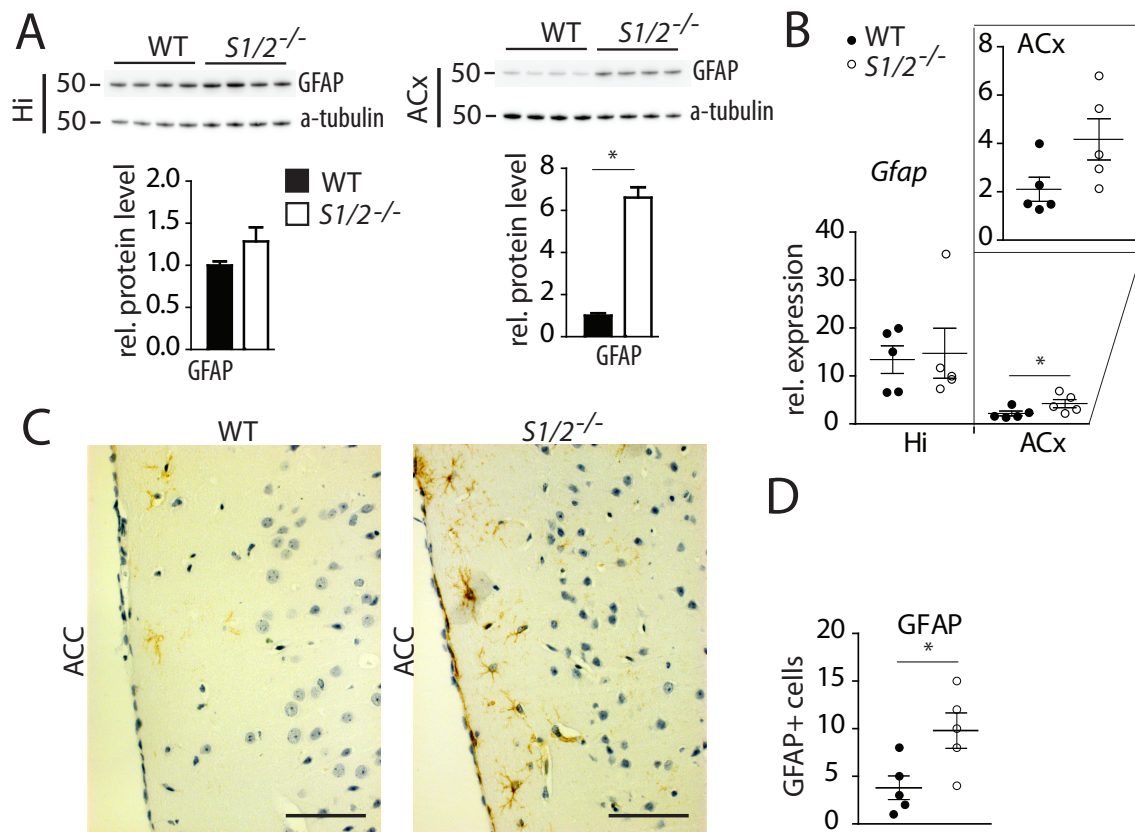 A
WT S1/2-/-
Hi
50 GFAP
50 a-tubulin
WT S1/2-/-
ACx
50 GFAP
50 a-tubulin
rel. protein level
2.0
1.5
1.0
0.5
0.0
GFAP
WT
S1/2-/-
rel. protein level
8
6
4
2
0
*
GFAP
B
WT
S1/2-/-
Gfap
ACx
8
6
4
2
0
rel. expression
40
30
20
10
0
*
Hi ACx
C
WT S1/2-/-
ACC ACC
D
GFAP
*
GFAP+ cells
20
15
10
5
0